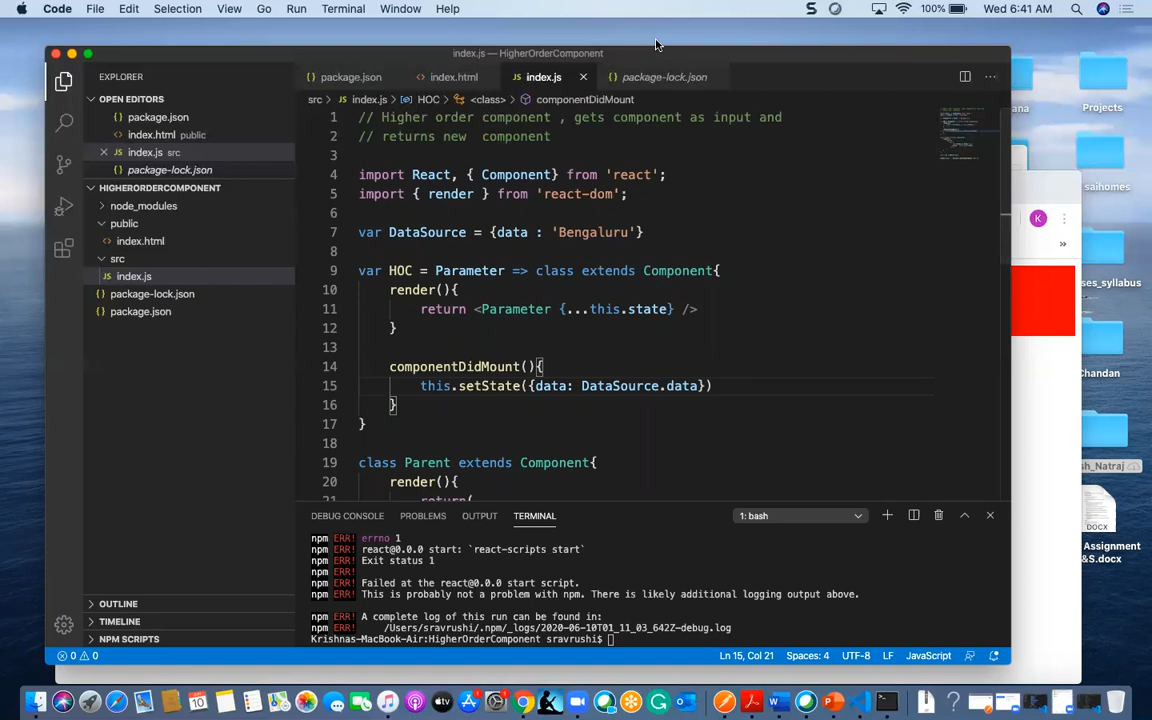 Code File Edit Selection View Go Run Terminal Window Help
100% Wed 6:41 AM
index.js — HigherOrderComponent
EXPLORER
package.json
index.html
index.js
package-lock.json
OPEN EDITORS
src > JS index.js > HOC > <class> > componentDidMount
package.json
index.html public
JS index.js src
package-lock.json
HIGHERORDERCOMPONENT
node_modules
public
index.html
src
JS index.js
package-lock.json
package.json
1 // Higher order component , gets component as input and
2 // returns new component
3
4 import React, { Component} from 'react';
5 import { render } from 'react-dom';
6
7 var DataSource = {data : 'Bengaluru'}
8
9 var HOC = Parameter => class extends Component{
10 render(){
11 return <Parameter {...this.state} />
12 }
13
14 componentDidMount(){
15 this.setState({data: DataSource.data})
16 }
17 }
18
19 class Parent extends Component{
20 render(){
21 return(
DEBUG CONSOLE PROBLEMS OUTPUT TERMINAL
1: bash
npm ERR! errno 1
npm ERR! react@0.0.0 start: `react-scripts start`
npm ERR! Exit status 1
npm ERR!
npm ERR! Failed at the react@0.0.0 start script.
npm ERR! This is probably not a problem with npm. There is likely additional logging output above.
npm ERR! A complete log of this run can be found in:
npm ERR! /Users/sravrushi/.npm/_logs/2020-06-10T01_11_03_642Z-debug.log
Krishnas-MacBook-Air:HigherOrderComponent sravrushi$
OUTLINE
TIMELINE
NPM SCRIPTS
0 0
Ln 15, Col 21 Spaces: 4 UTF-8 LF JavaScript
ana
Projects
saihomes
K
ses_syllabus
Chandan
sh_Natraj
DOCX
Assignment
&S.docx
10